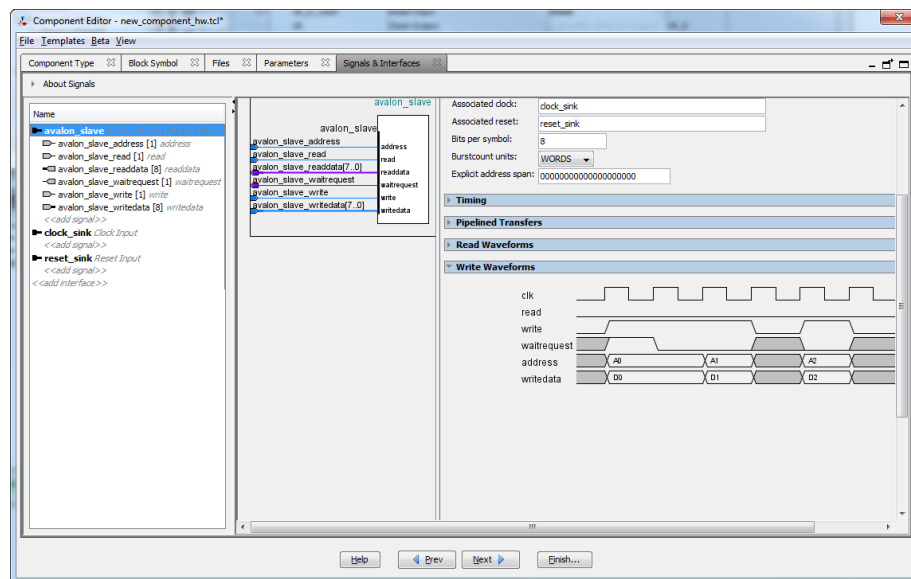 Component Editor - new_component_hw.tcl*
File Templates Beta View
Component Type Block Symbol Files Parameters Signals & Interfaces
About Signals
Name
avalon_slave
avalon_slave_address [1] address
avalon_slave_read [1] read
avalon_slave_readdata [8] readdata
avalon_slave_waitrequest [1] waitrequest
avalon_slave_write [1] write
avalon_slave_writedata [8] writedata
<<add signal>>
clock_sink Clock Input
<<add signal>>
reset_sink Reset Input
<<add signal>>
<<add interface>>
avalon_slave
avalon_slave
avalon_slave_address
address
avalon_slave_read
read
avalon_slave_readdata[7..0]
readdata
avalon_slave_waitrequest
waitrequest
avalon_slave_write
write
avalon_slave_writedata[7..0]
writedata
Associated clock: clock_sink
Associated reset: reset_sink
Bits per symbol: 8
Burstcount units: WORDS
Explicit address span: 00000000000000000000
Timing
Pipelined Transfers
Read Waveforms
Write Waveforms
clk
read
write
waitrequest
address A0 A1 A2
writedata D0 D1 D2
Help Prev Next Finish...